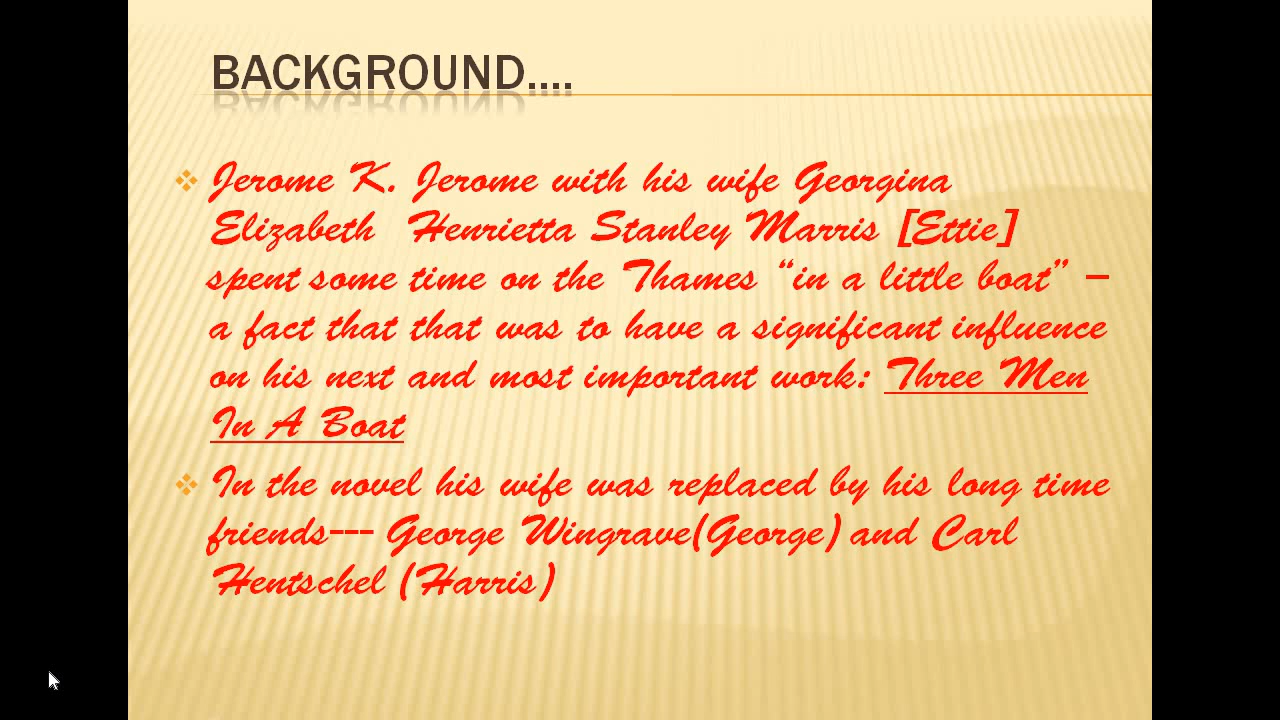 BACKGROUND....
Jerome K. Jerome with his wife Georgina
Elizabeth Henrietta Stanley Marris [Ettie]
spent some time on the Thames “in a little boat” –
a fact that that was to have a significant influence
on his next and most important work: Three Men
In A Boat
In the novel his wife was replaced by his long time
friends--- George Wingrave(George) and Carl
Hentschel (Harris)